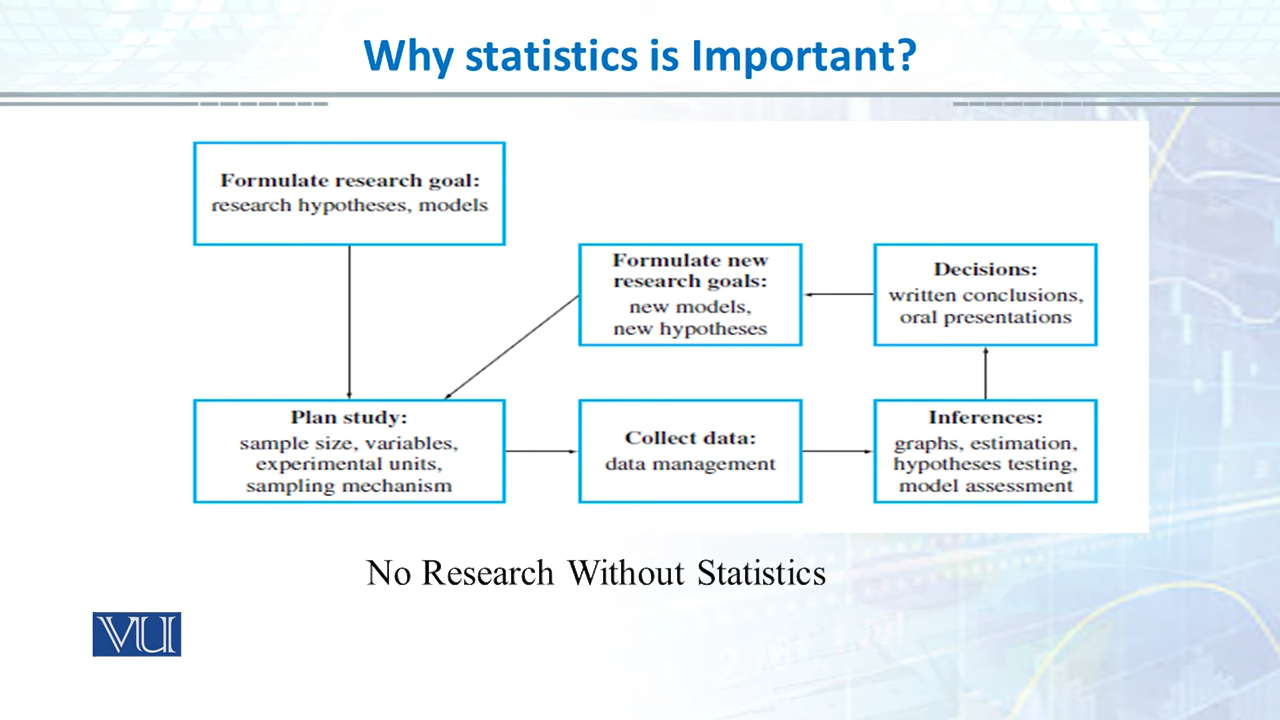 Why statistics is Important?
Formulate research goal:
research hypotheses, models
Formulate new
research goals:
new models,
new hypotheses
Decisions:
written conclusions,
oral presentations
Plan study:
sample size, variables,
experimental units,
sampling mechanism
Collect data:
data management
Inferences:
graphs, estimation,
hypotheses testing,
model assessment
No Research Without Statistics
VU